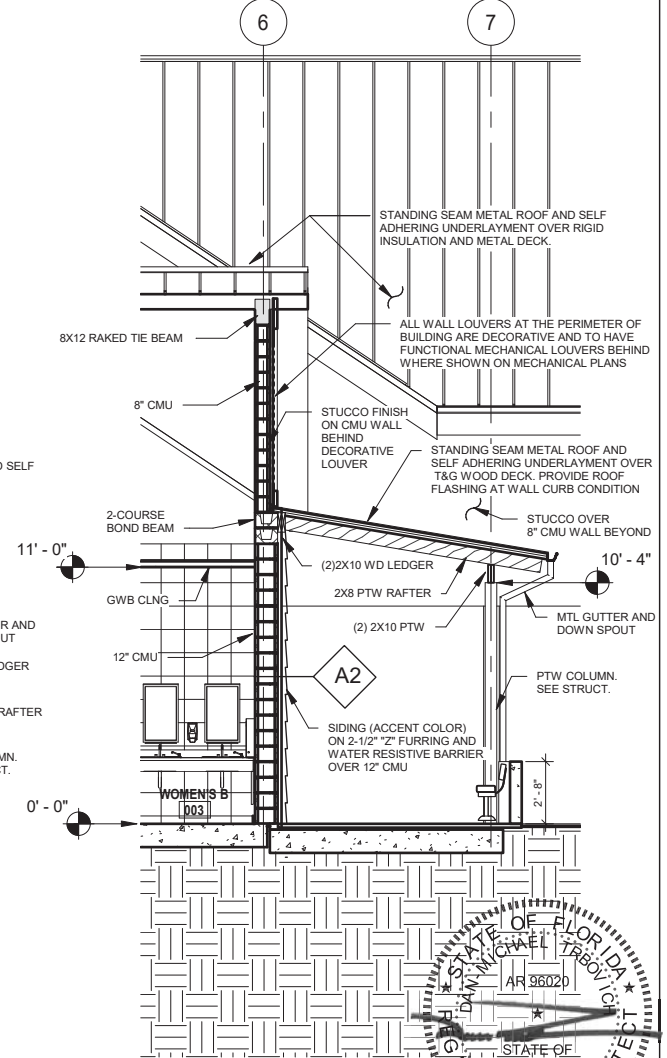 6
7
STANDING SEAM METAL ROOF AND SELF
ADHERING UNDERLAYMENT OVER RIGID
INSULATION AND METAL DECK.
8X12 RAKED TIE BEAM
ALL WALL LOUVERS AT THE PERIMETER OF
BUILDING ARE DECORATIVE AND TO HAVE
FUNCTIONAL MECHANICAL LOUVERS BEHIND
WHERE SHOWN ON MECHANICAL PLANS
8" CMU
STUCCO FINISH
ON CMU WALL
BEHIND
DECORATIVE
LOUVER
STANDING SEAM METAL ROOF AND
SELF ADHERING UNDERLAYMENT OVER
T&G WOOD DECK. PROVIDE ROOF
FLASHING AT WALL CURB CONDITION
SELF
2-COURSE
BOND BEAM
STUCCO OVER
8" CMU WALL BEYOND
11' - 0"
(2)2X10 WD LEDGER
10' - 4"
GWB CLNG
2X8 PTW RAFTER
(2) 2X10 PTW
MTL GUTTER AND
DOWN SPOUT
AND
12" CMU
A2
PTW COLUMN.
SEE STRUCT.
RAFTER
SIDING (ACCENT COLOR)
ON 2-1/2" "Z" FURRING AND
WATER RESISTIVE BARRIER
OVER 12" CMU
2' - 8"
WOMEN'S B
003
0' - 0"
STATE OF FLORIDA
DAN-MICHAEL TRBOVICH
AR 96020
STATE OF